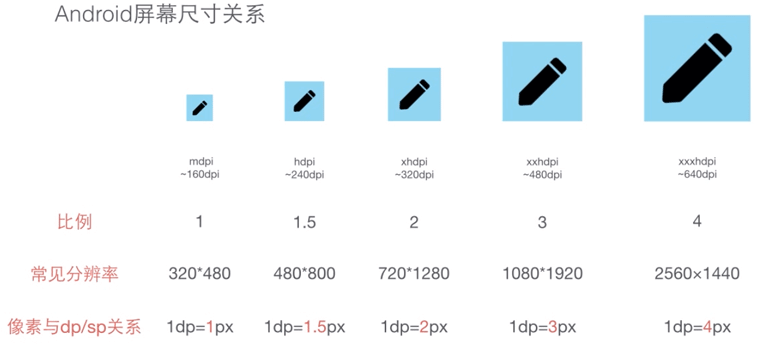 Android屏幕尺寸关系
mdpi hdpi xhdpi xxhdpi xxxhdpi
~160dpi ~240dpi ~320dpi ~480dpi ~640dpi
比例 1 1.5 2 3 4
常见分辨率 320*480 480*800 720*1280 1080*1920 2560×1440
像素与dp/sp关系 1dp=1px 1dp=1.5px 1dp=2px 1dp=3px 1dp=4px